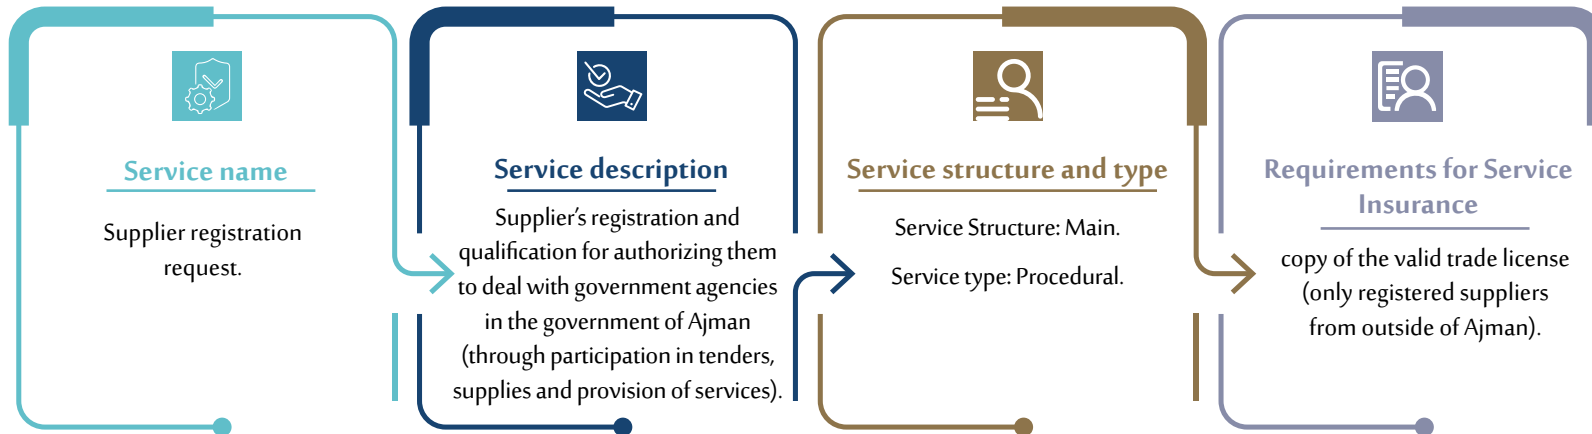 Service name
Supplier registration
request.
Service description
Supplier's registration and
qualification for authorizing them
to deal with government agencies
in the government of Ajman
(through participation in tenders,
supplies and provision of services).
Service structure and type
Service Structure: Main.
Service type: Procedural.
Requirements for Service
Insurance
copy of the valid trade license
(only registered suppliers
from outside of Ajman).